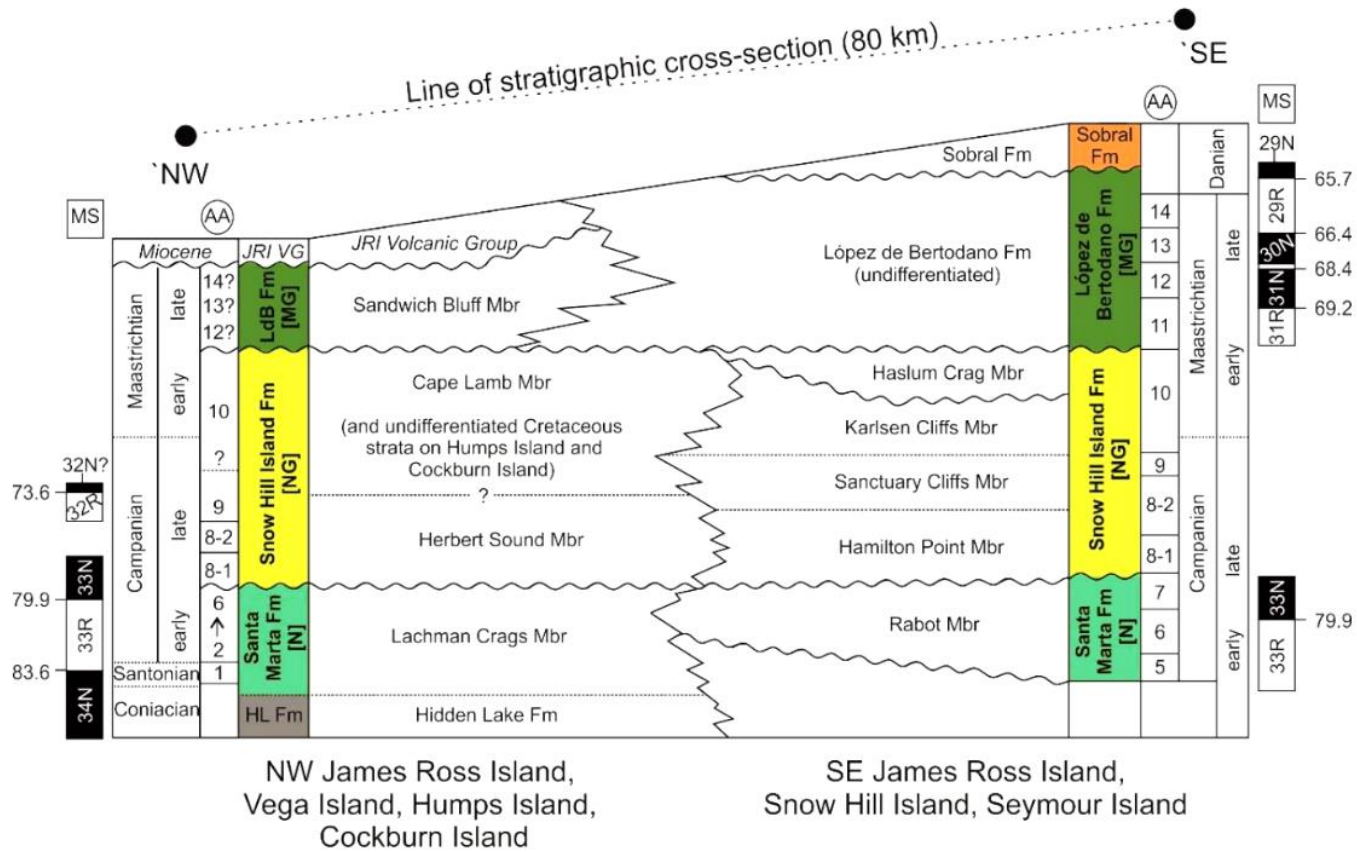 Line of stratigraphic cross-section (80 km)
`NW
`SE
MS
AA
Miocene
JRI VG
Maastrichtian
late
early
14?
13?
12?
10
?
9
8-2
8-1
6
2
1
Campanian
late
early
Santonian
Coniacian
32N?
73.6
32R
33N
79.9
33R
83.6
34N
LdB Fm
[MG]
Snow Hill Island Fm
[NG]
Santa
Marta Fm
[N]
HL Fm
JRI Volcanic Group
Sandwich Bluff Mbr
Cape Lamb Mbr
(and undifferentiated Cretaceous
strata on Humps Island and
Cockburn Island)
?
Herbert Sound Mbr
Lachman Crags Mbr
Hidden Lake Fm
Sobral Fm
López de Bertodano Fm
(undifferentiated)
Haslum Crag Mbr
Karlsen Cliffs Mbr
Sanctuary Cliffs Mbr
Hamilton Point Mbr
Rabot Mbr
Sobral
Fm
López de
Bertodano Fm
[MG]
Snow Hill Island Fm
[NG]
Santa
Marta Fm
[N]
AA
14
13
12
11
10
9
8-2
8-1
7
6
5
Danian
Maastrichtian
late
early
Campanian
late
early
MS
29N
65.7
29R
66.4
30N
68.4
31N
69.2
31R
33N
79.9
33R
NW James Ross Island,
Vega Island, Humps Island,
Cockburn Island
SE James Ross Island,
Snow Hill Island, Seymour Island